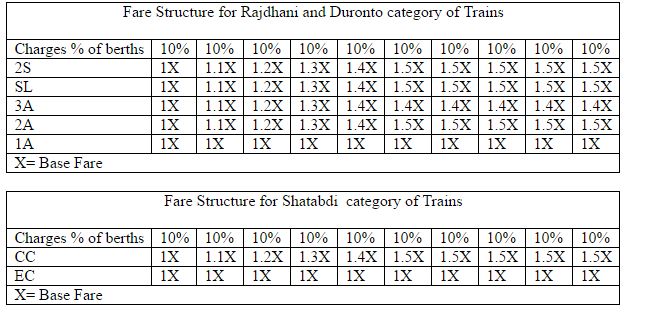 Fare Structure for Rajdhani and Duronto category of Trains
Charges % of berths 10% 10% 10% 10% 10% 10% 10% 10% 10% 10%
2S 1X 1.1X 1.2X 1.3X 1.4X 1.5X 1.5X 1.5X 1.5X 1.5X
SL 1X 1.1X 1.2X 1.3X 1.4X 1.5X 1.5X 1.5X 1.5X 1.5X
3A 1X 1.1X 1.2X 1.3X 1.4X 1.4X 1.4X 1.4X 1.4X 1.4X
2A 1X 1.1X 1.2X 1.3X 1.4X 1.5X 1.5X 1.5X 1.5X 1.5X
1A 1X 1X 1X 1X 1X 1X 1X 1X 1X 1X
X= Base Fare
Fare Structure for Shatabdi category of Trains
Charges % of berths 10% 10% 10% 10% 10% 10% 10% 10% 10% 10%
CC 1X 1.1X 1.2X 1.3X 1.4X 1.5X 1.5X 1.5X 1.5X 1.5X
EC 1X 1X 1X 1X 1X 1X 1X 1X 1X 1X
X= Base Fare